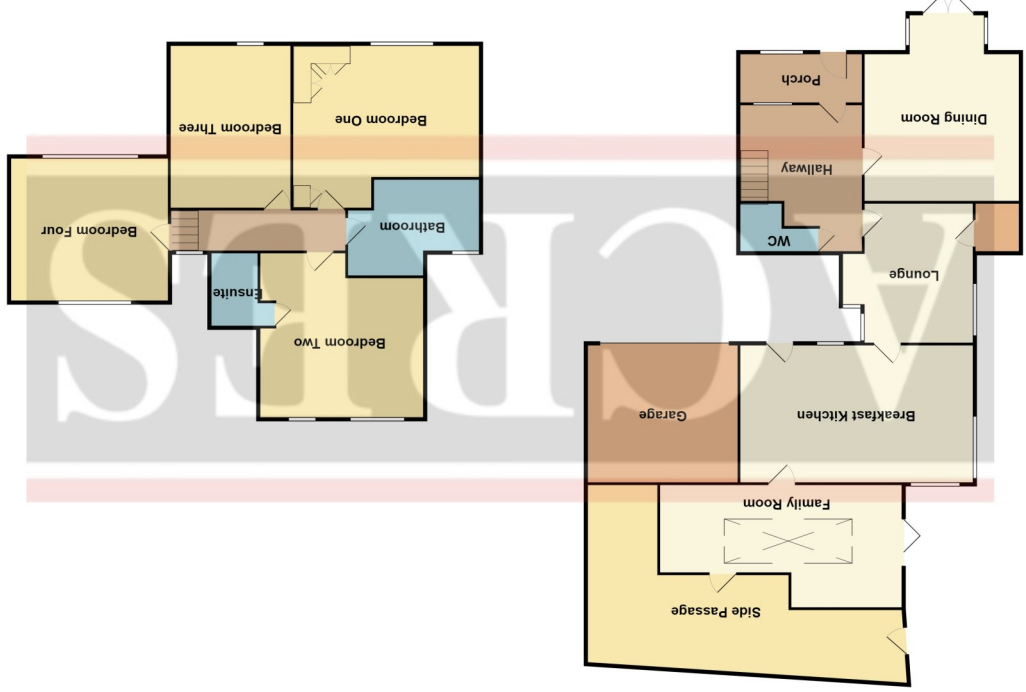 Side Passage
Family Room
Garage
Breakfast Kitchen
Lounge
WC
Hallway
Dining Room
Porch
Bedroom Two
Ensuite
Bedroom Four
Bathroom
Bedroom Three
Bedroom One
ACRES